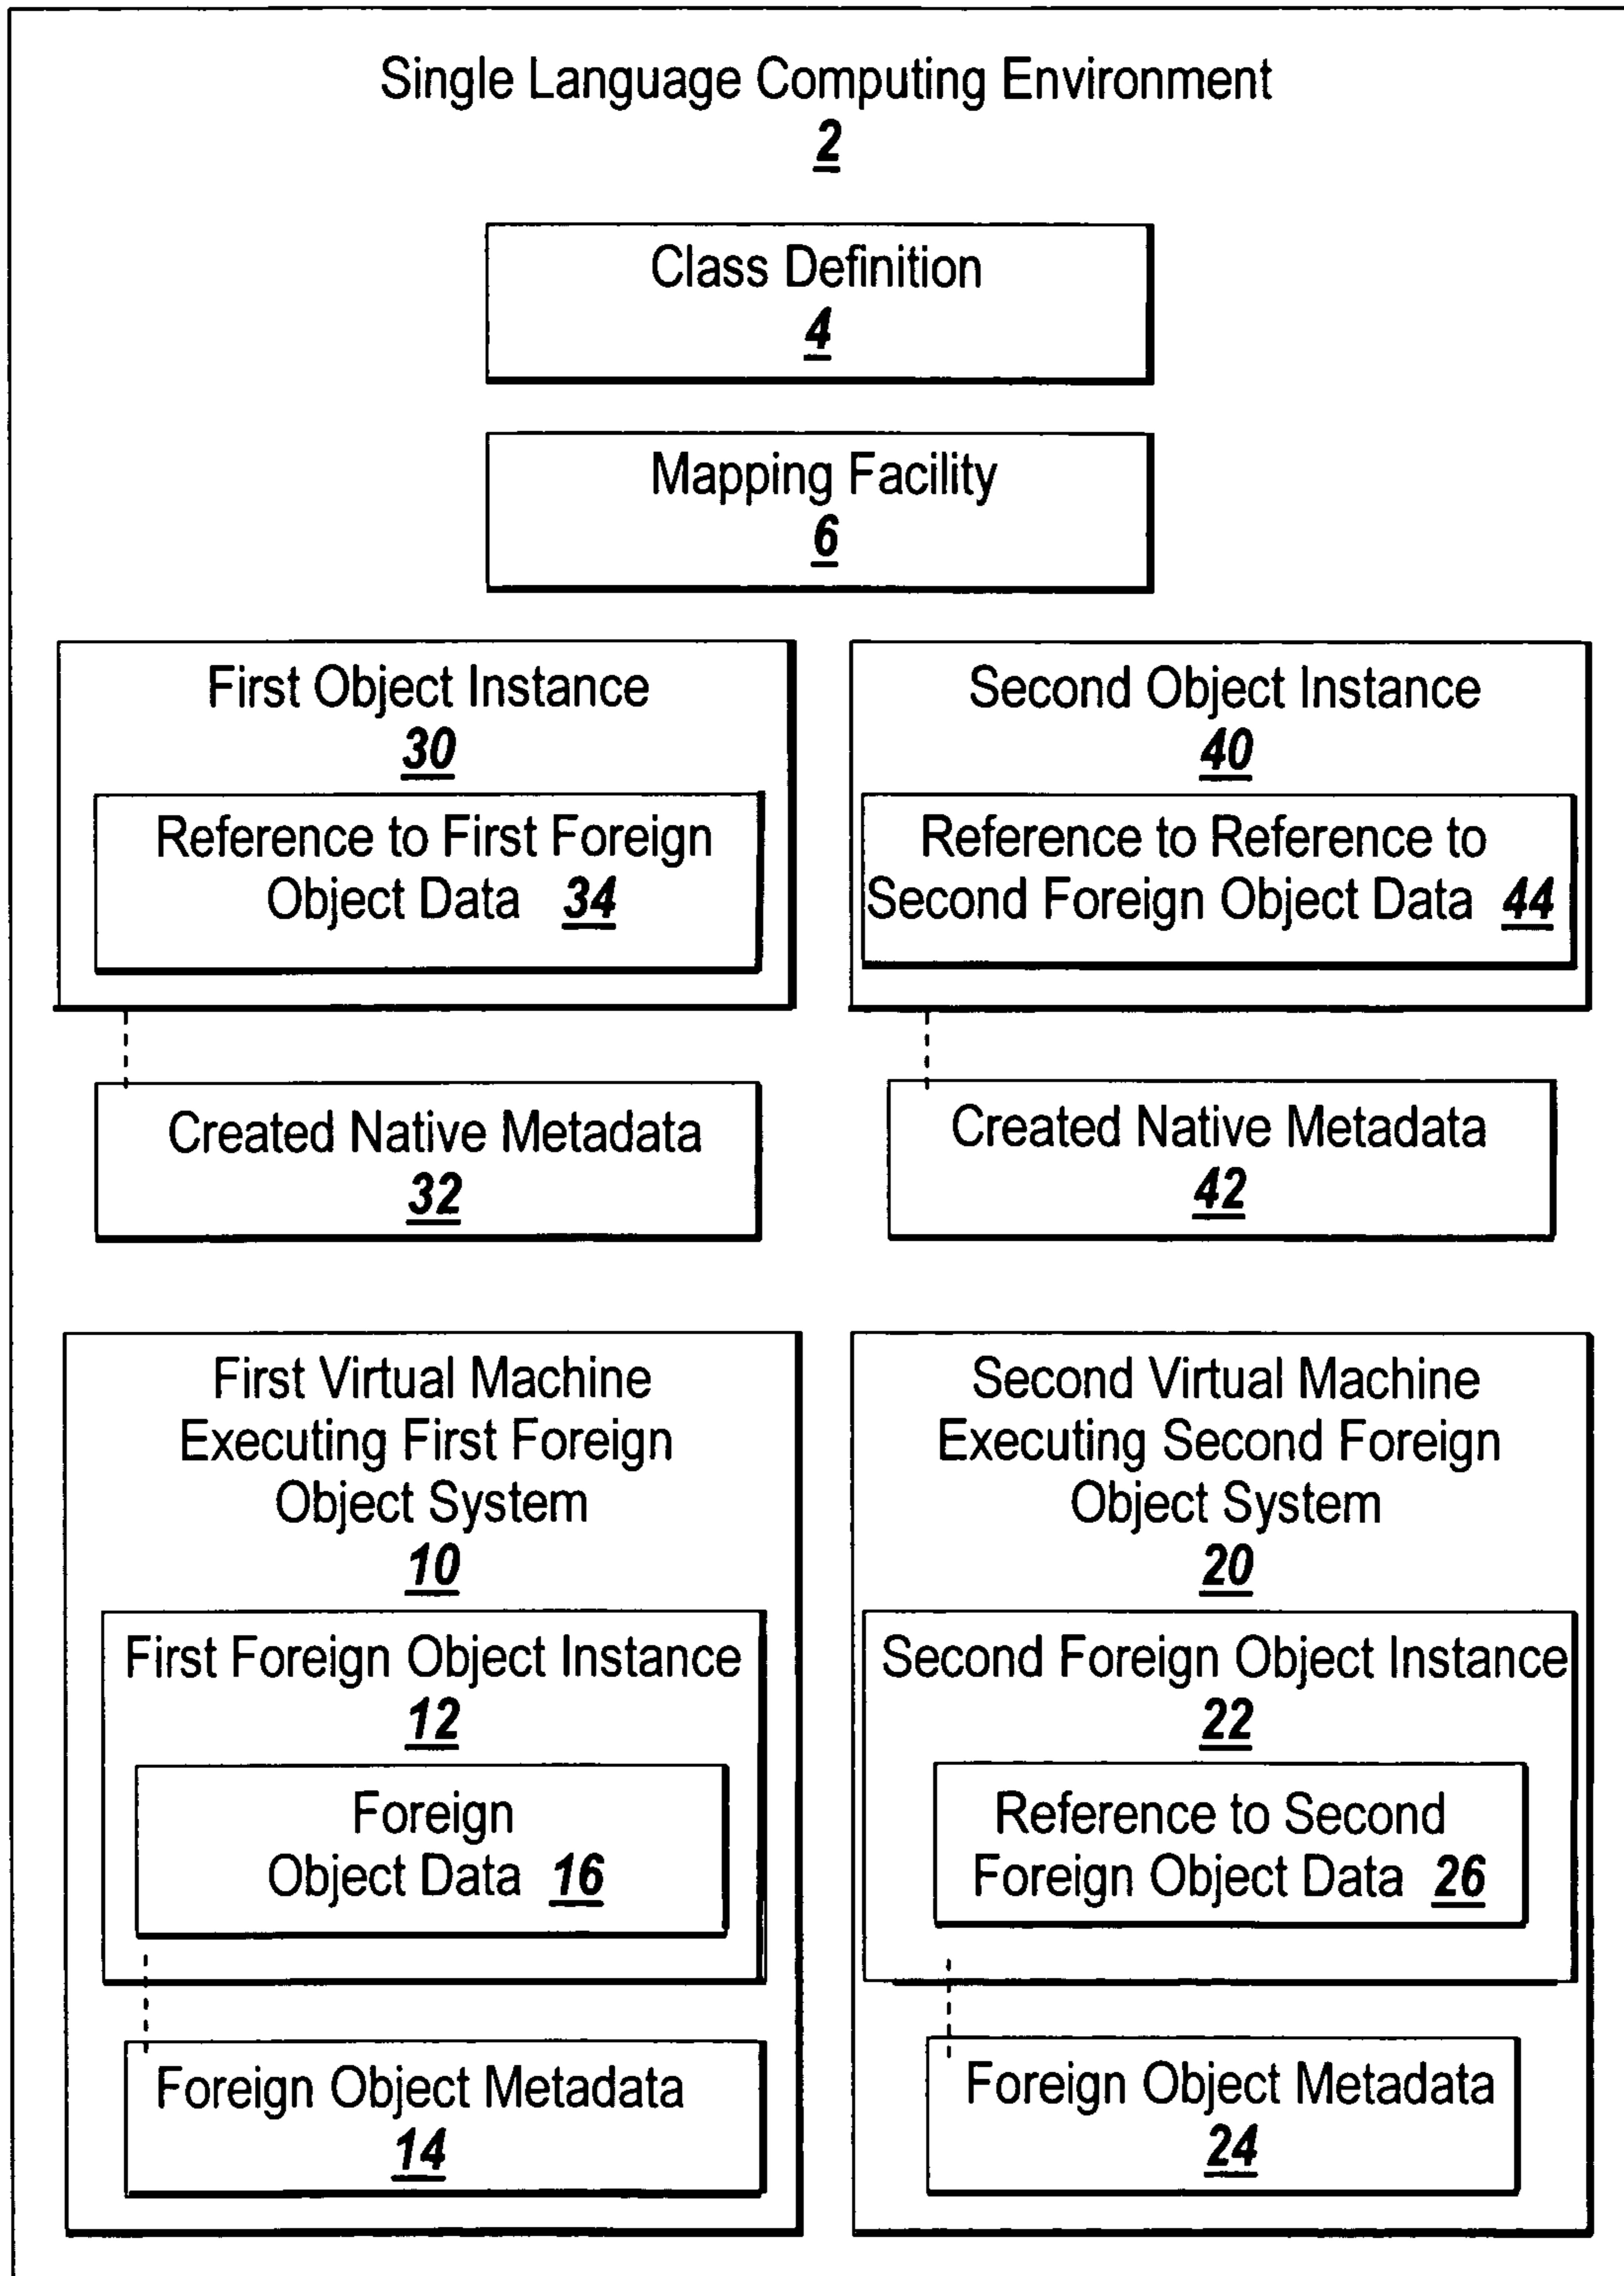 Single Language Computing Environment
2
Class Definition
4
Mapping Facility
6
First Object Instance
30
Reference to First Foreign
Object Data 34
Created Native Metadata
32
Second Object Instance
40
Reference to Reference to
Second Foreign Object Data 44
Created Native Metadata
42
First Virtual Machine
Executing First Foreign
Object System
10
First Foreign Object Instance
12
Foreign
Object Data 16
Foreign Object Metadata
14
Second Virtual Machine
Executing Second Foreign
Object System
20
Second Foreign Object Instance
22
Reference to Second
Foreign Object Data 26
Foreign Object Metadata
24